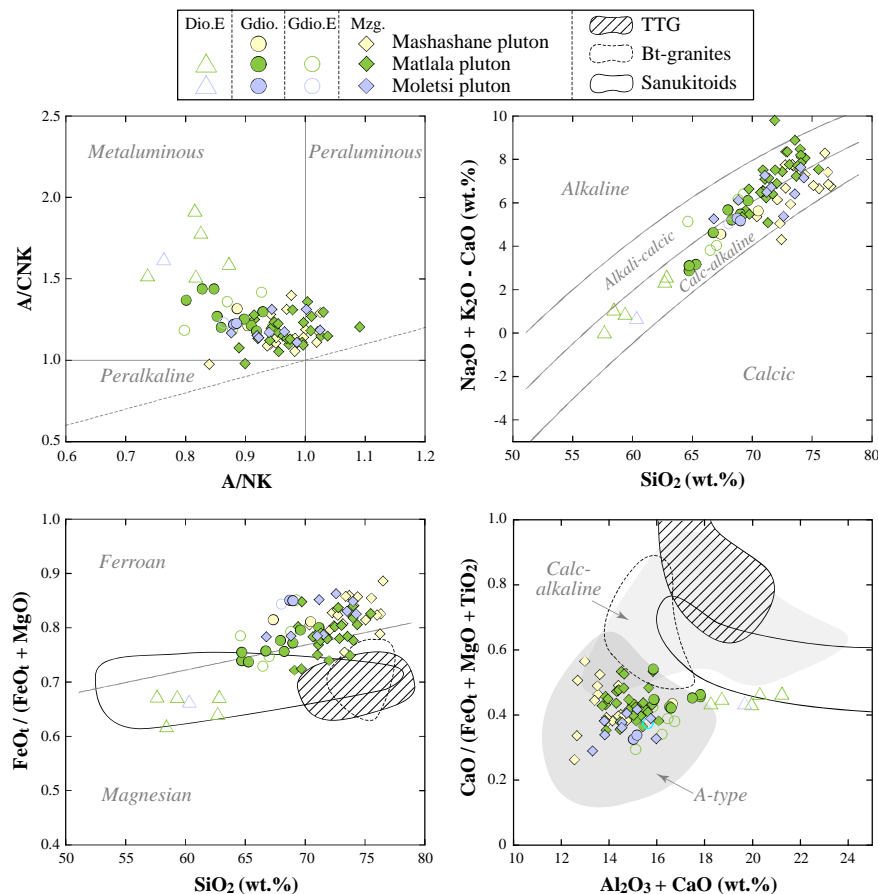 Dio.E Gdio. Gdio.E Mzg.
Mashashane pluton
Matlala pluton
Moletsi pluton
TTG
Bt-granites
Sanukitoids
2.5
2.0
1.5
1.0
0.5
A/CNK
Metaluminous
Peraluminous
Peralkaline
0.6 0.7 0.8 0.9 1.0 1.1 1.2
A/NK
10
8
6
4
2
0
-2
-4
Na2O + K2O - CaO (wt.%)
Alkaline
Alkali-calcic
Calc-alkaline
Calcic
50 55 60 65 70 75 80
SiO2 (wt.%)
1.0
0.9
0.8
0.7
0.6
0.5
0.4
FeOt / (FeOt + MgO)
Ferroan
Magnesian
50 55 60 65 70 75 80
SiO2 (wt.%)
1.0
0.8
0.6
0.4
0.2
0
CaO / (FeOt + MgO + TiO2)
Calc-
alkaline
A-type
10 12 14 16 18 20 22 24
Al2O3 + CaO (wt.%)